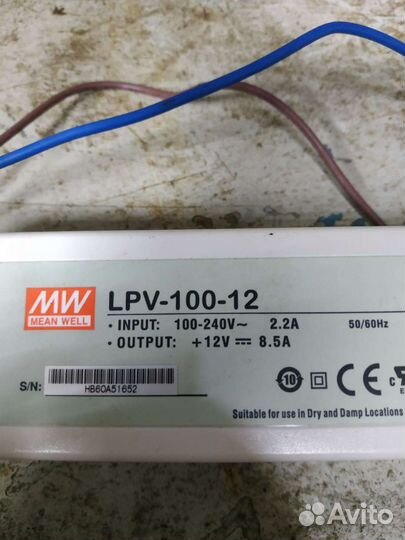 MW
MEAN WELL
LPV-100-12
• INPUT: 100-240V~ 2.2A 50/60Hz
• OUTPUT: +12V⎓ 8.5A
S/N: HB60A51652
10 CE c
Suitable for use in Dry and Damp Locations
Avito